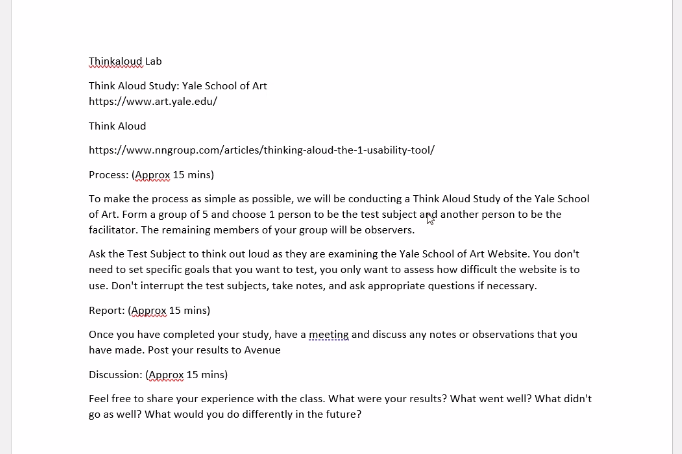 Thinkaloud Lab
Think Aloud Study: Yale School of Art
https://www.art.yale.edu/
Think Aloud
https://www.nngroup.com/articles/thinking-aloud-the-1-usability-tool/
Process: (Approx 15 mins)
To make the process as simple as possible, we will be conducting a Think Aloud Study of the Yale School
of Art. Form a group of 5 and choose 1 person to be the test subject and another person to be the
facilitator. The remaining members of your group will be observers.
Ask the Test Subject to think out loud as they are examining the Yale School of Art Website. You don't
need to set specific goals that you want to test, you only want to assess how difficult the website is to
use. Don't interrupt the test subjects, take notes, and ask appropriate questions if necessary.
Report: (Approx 15 mins)
Once you have completed your study, have a meeting and discuss any notes or observations that you
have made. Post your results to Avenue
Discussion: (Approx 15 mins)
Feel free to share your experience with the class. What were your results? What went well? What didn't
go as well? What would you do differently in the future?